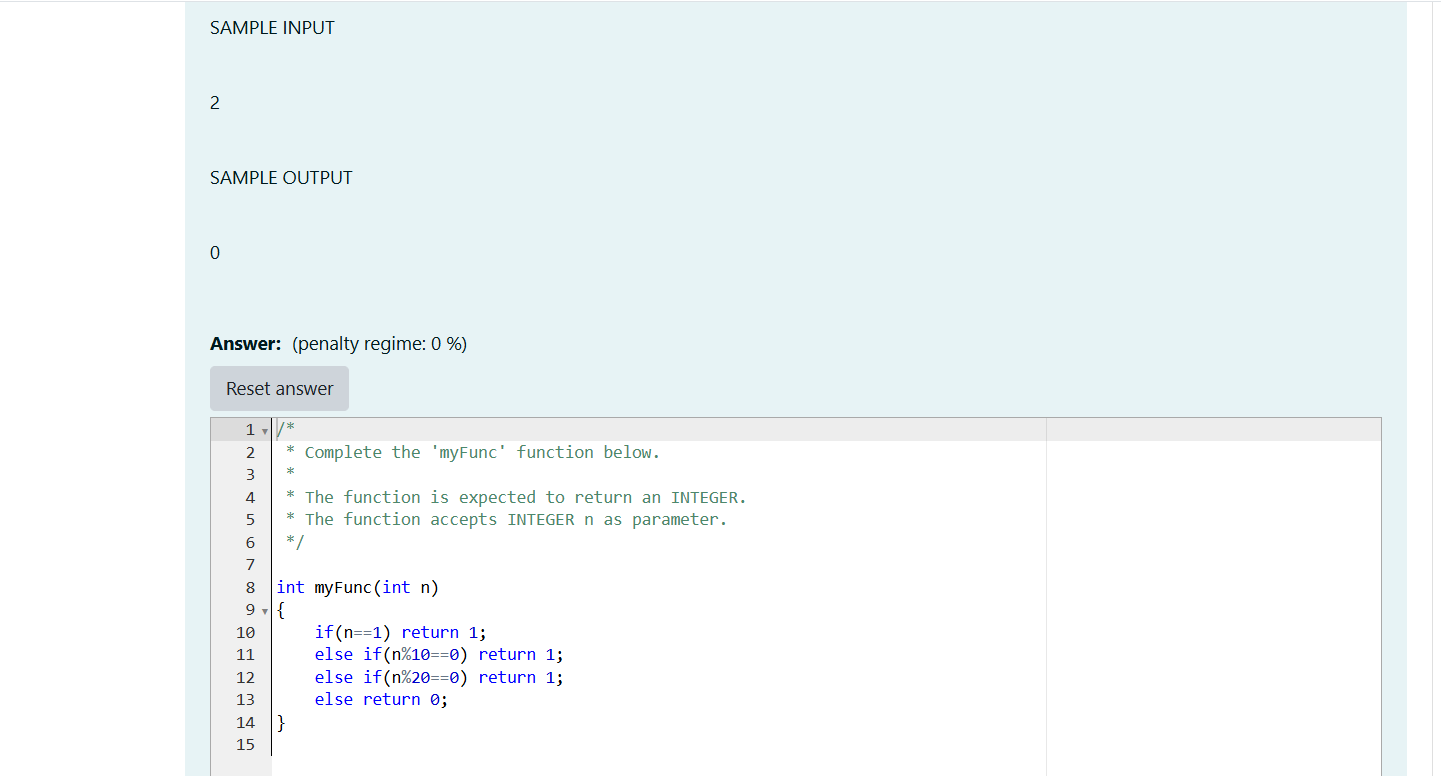 SAMPLE INPUT
2
SAMPLE OUTPUT
0
Answer: (penalty regime: 0 %)
Reset answer
1 /*
2  * Complete the 'myFunc' function below.
3  *
4  * The function is expected to return an INTEGER.
5  * The function accepts INTEGER n as parameter.
6  */
7
8 int myFunc(int n)
9 {
10     if(n==1) return 1;
11     else if(n%10==0) return 1;
12     else if(n%20==0) return 1;
13     else return 0;
14 }
15